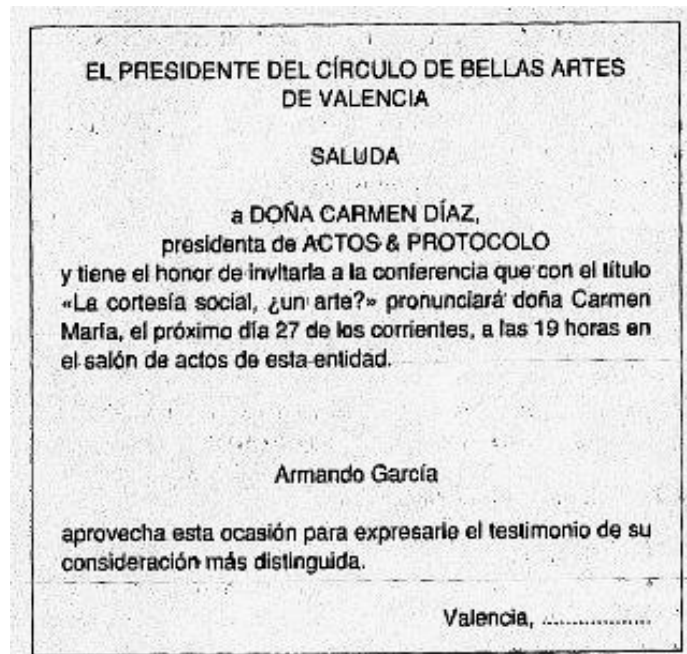 EL PRESIDENTE DEL CÍRCULO DE BELLAS ARTES
DE VALENCIA
SALUDA
a DOÑA CARMEN DÍAZ,
presidenta de ACTOS & PROTOCOLO
y tiene el honor de invitarla a la conferencia que con el título
«La cortesía social, ¿un arte?» pronunciará doña Carmen
María, el próximo día 27 de los corrientes, a las 19 horas en
el salón de actos de esta entidad.
Armando García
aprovecha esta ocasión para expresarle el testimonio de su
consideración más distinguida.
Valencia, ..................